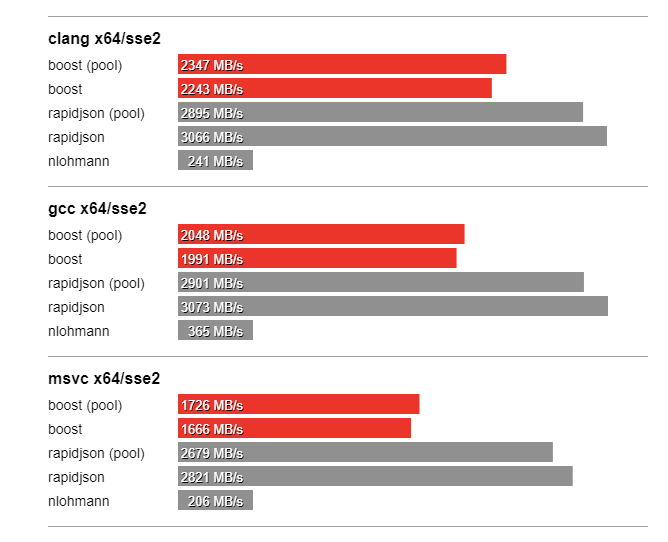 clang x64/sse2
boost (pool) 2347 MB/s
boost 2243 MB/s
rapidjson (pool) 2895 MB/s
rapidjson 3066 MB/s
nlohmann 241 MB/s
gcc x64/sse2
boost (pool) 2048 MB/s
boost 1991 MB/s
rapidjson (pool) 2901 MB/s
rapidjson 3073 MB/s
nlohmann 365 MB/s
msvc x64/sse2
boost (pool) 1726 MB/s
boost 1666 MB/s
rapidjson (pool) 2679 MB/s
rapidjson 2821 MB/s
nlohmann 206 MB/s